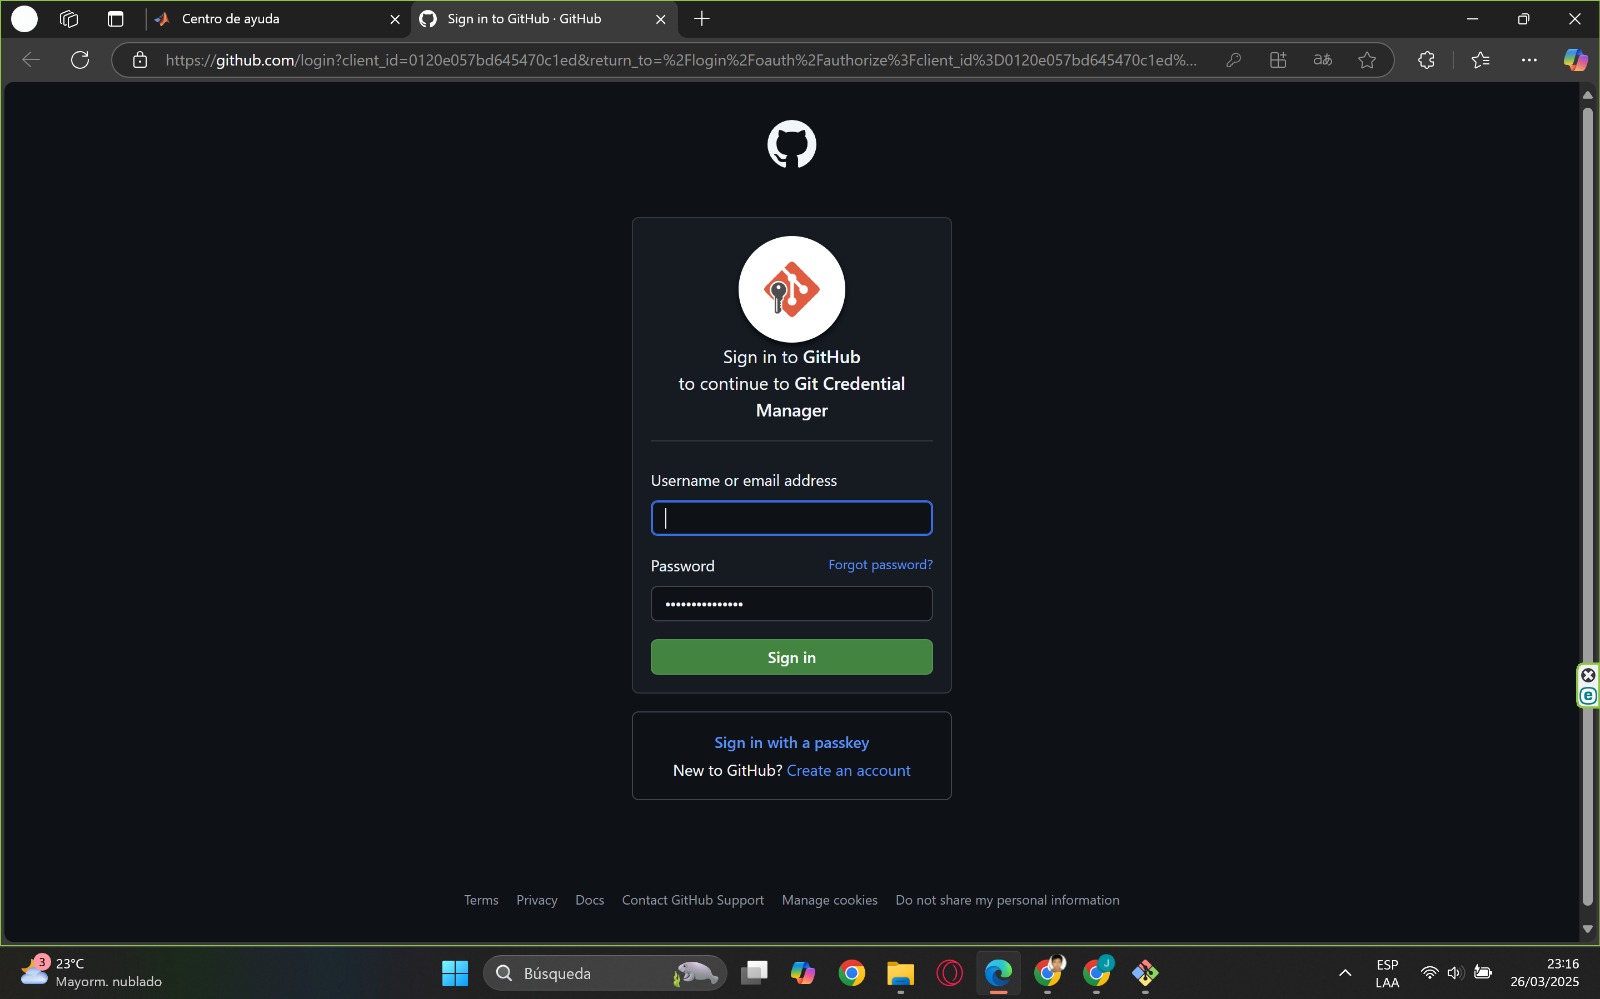 Centro de ayuda
Sign in to GitHub · GitHub
https://github.com/login?client_id=0120e057bd645470c1ed&return_to=%2Flogin%2Foauth%2Fauthorize%3Fclient_id%3D0120e057bd645470c1ed%...
Sign in to GitHub
to continue to Git Credential
Manager
Username or email address
Password Forgot password?
Sign in
Sign in with a passkey
New to GitHub? Create an account
Terms Privacy Docs Contact GitHub Support Manage cookies Do not share my personal information
3
23°C
Mayorm. nublado
Búsqueda
J
ESP
LAA
23:16
26/03/2025